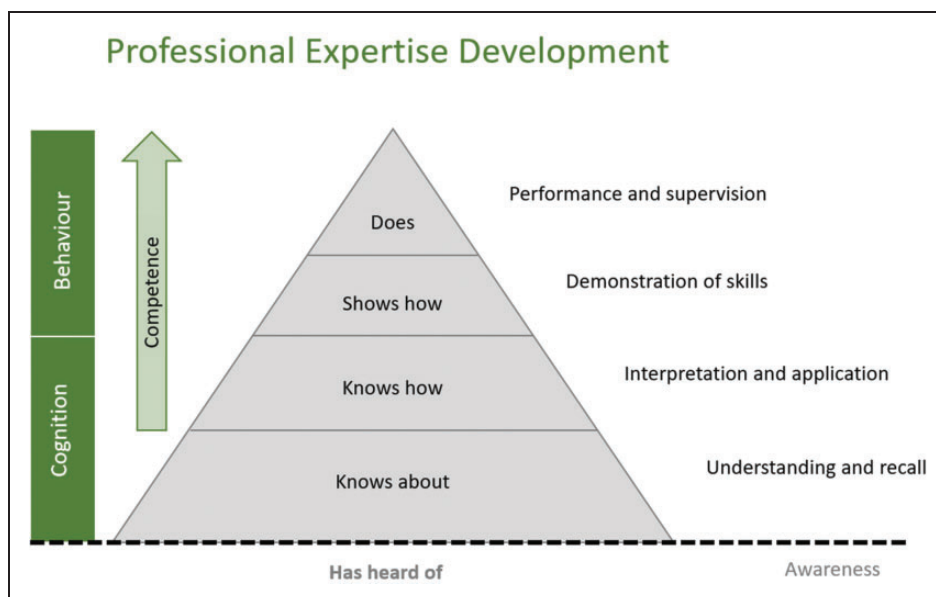 Professional Expertise Development
Behaviour
Cognition
Competence
Does
Performance and supervision
Shows how
Demonstration of skills
Knows how
Interpretation and application
Knows about
Understanding and recall
Has heard of
Awareness